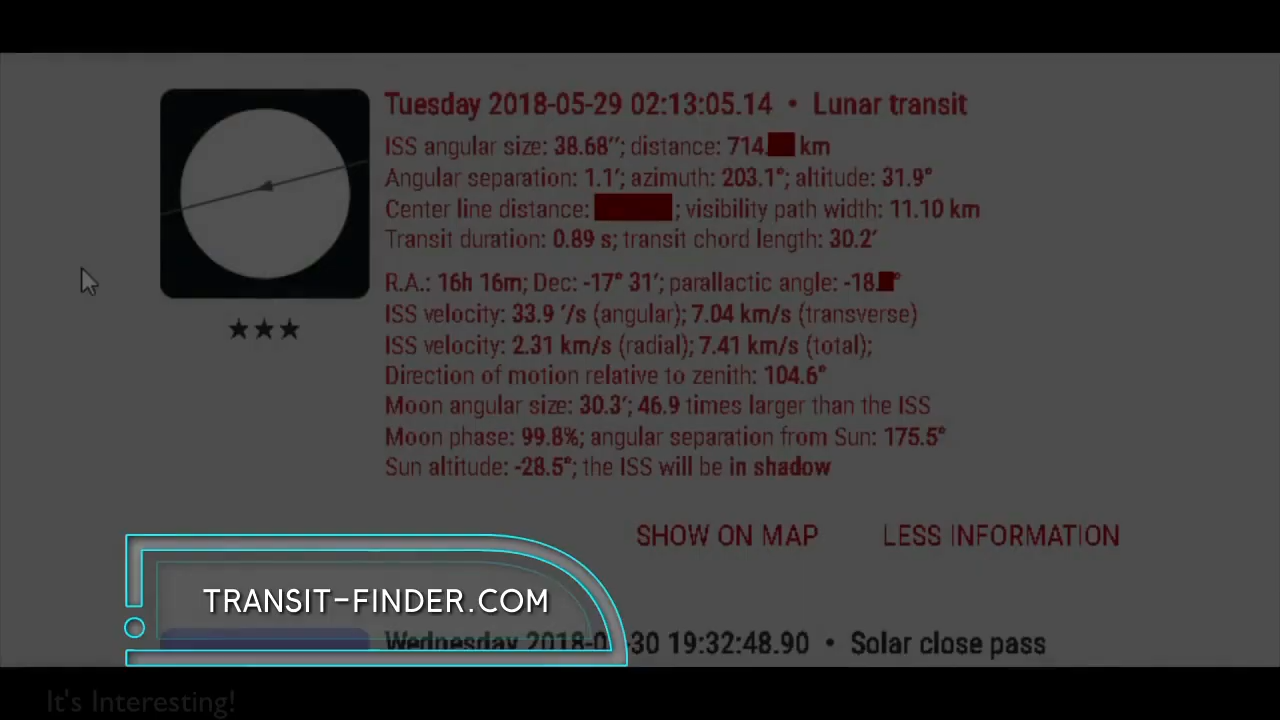 Tuesday 2018-05-29 02:13:05.14 • Lunar transit
ISS angular size: 38.68″; distance: 714. km
Angular separation: 1.1′; azimuth: 203.1°; altitude: 31.9°
Center line distance: ; visibility path width: 11.10 km
Transit duration: 0.89 s; transit chord length: 30.2′
R.A.: 16h 16m; Dec: -17° 31′; parallactic angle: -18. °
ISS velocity: 33.9 ′/s (angular); 7.04 km/s (transverse)
ISS velocity: 2.31 km/s (radial); 7.41 km/s (total);
Direction of motion relative to zenith: 104.6°
Moon angular size: 30.3′; 46.9 times larger than the ISS
Moon phase: 99.8%; angular separation from Sun: 175.5°
Sun altitude: -28.5°; the ISS will be in shadow
★★★
SHOW ON MAP LESS INFORMATION
TRANSIT-FINDER.COM
Wednesday 2018-0 -30 19:32:48.90 • Solar close pass
It's Interesting!